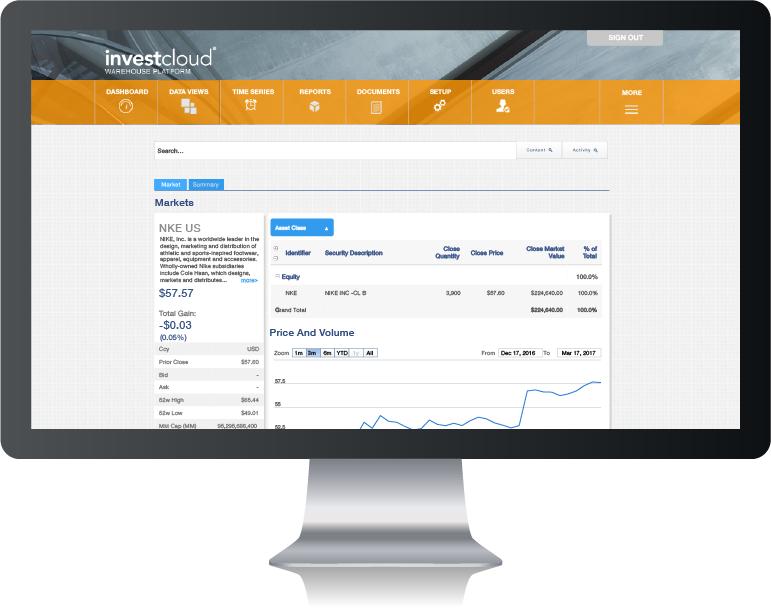 SIGN OUT
investcloud®
WAREHOUSE PLATFORM
DASHBOARD DATA VIEWS TIME SERIES REPORTS DOCUMENTS SETUP USERS MORE
Search...
Content
Activity
Market Summary
Markets
NKE US
NIKE, Inc. is a worldwide leader in the
design, marketing and distribution of
athletic and sports-inspired footwear,
apparel, equipment and accessories.
Wholly-owned Nike subsidiaries
include Cole Haan, which designs,
markets and distributes... more>
$57.57
Total Gain:
-$0.03
(0.05%)
Ccy USD
Prior Close $57.60
Bid -
Ask -
52w High $65.44
52w Low $49.01
Mkt Cap (MM)
Asset Class
Identifier Security Description Close Quantity Close Price Close Market Value % of Total
Equity 100.0%
NKE NIKE INC -CL B 3,900 $57.60 $224,640.00 100.0%
Grand Total $224,640.00 100.0%
Price And Volume
Zoom 1m 3m 6m YTD 1y All From Dec 17, 2016 To Mar 17, 2017
57.5
55
52.5